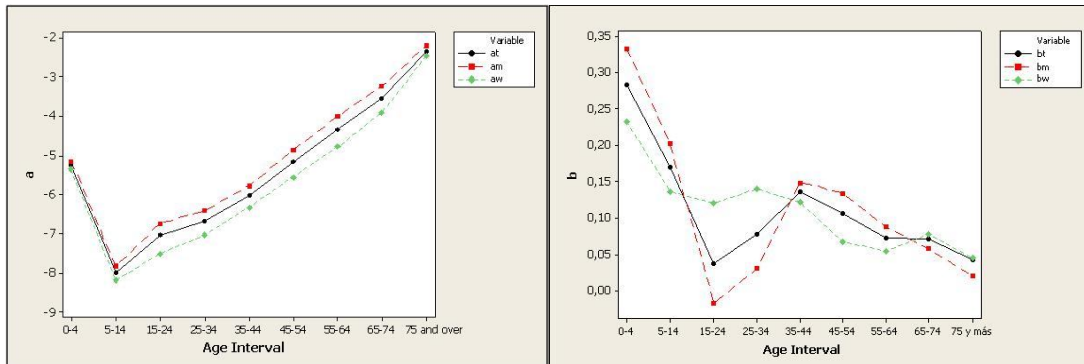 -2
-3
-4
-5
-6
-7
-8
-9
a
0-4 5-14 15-24 25-34 35-44 45-54 55-64 65-74 75 and over
Age Interval
Variable
at
am
aw
0,35
0,30
0,25
0,20
0,15
0,10
0,05
0,00
b
0-4 5-14 15-24 25-34 35-44 45-54 55-64 65-74 75 y más
Age Interval
Variable
bt
bm
bw